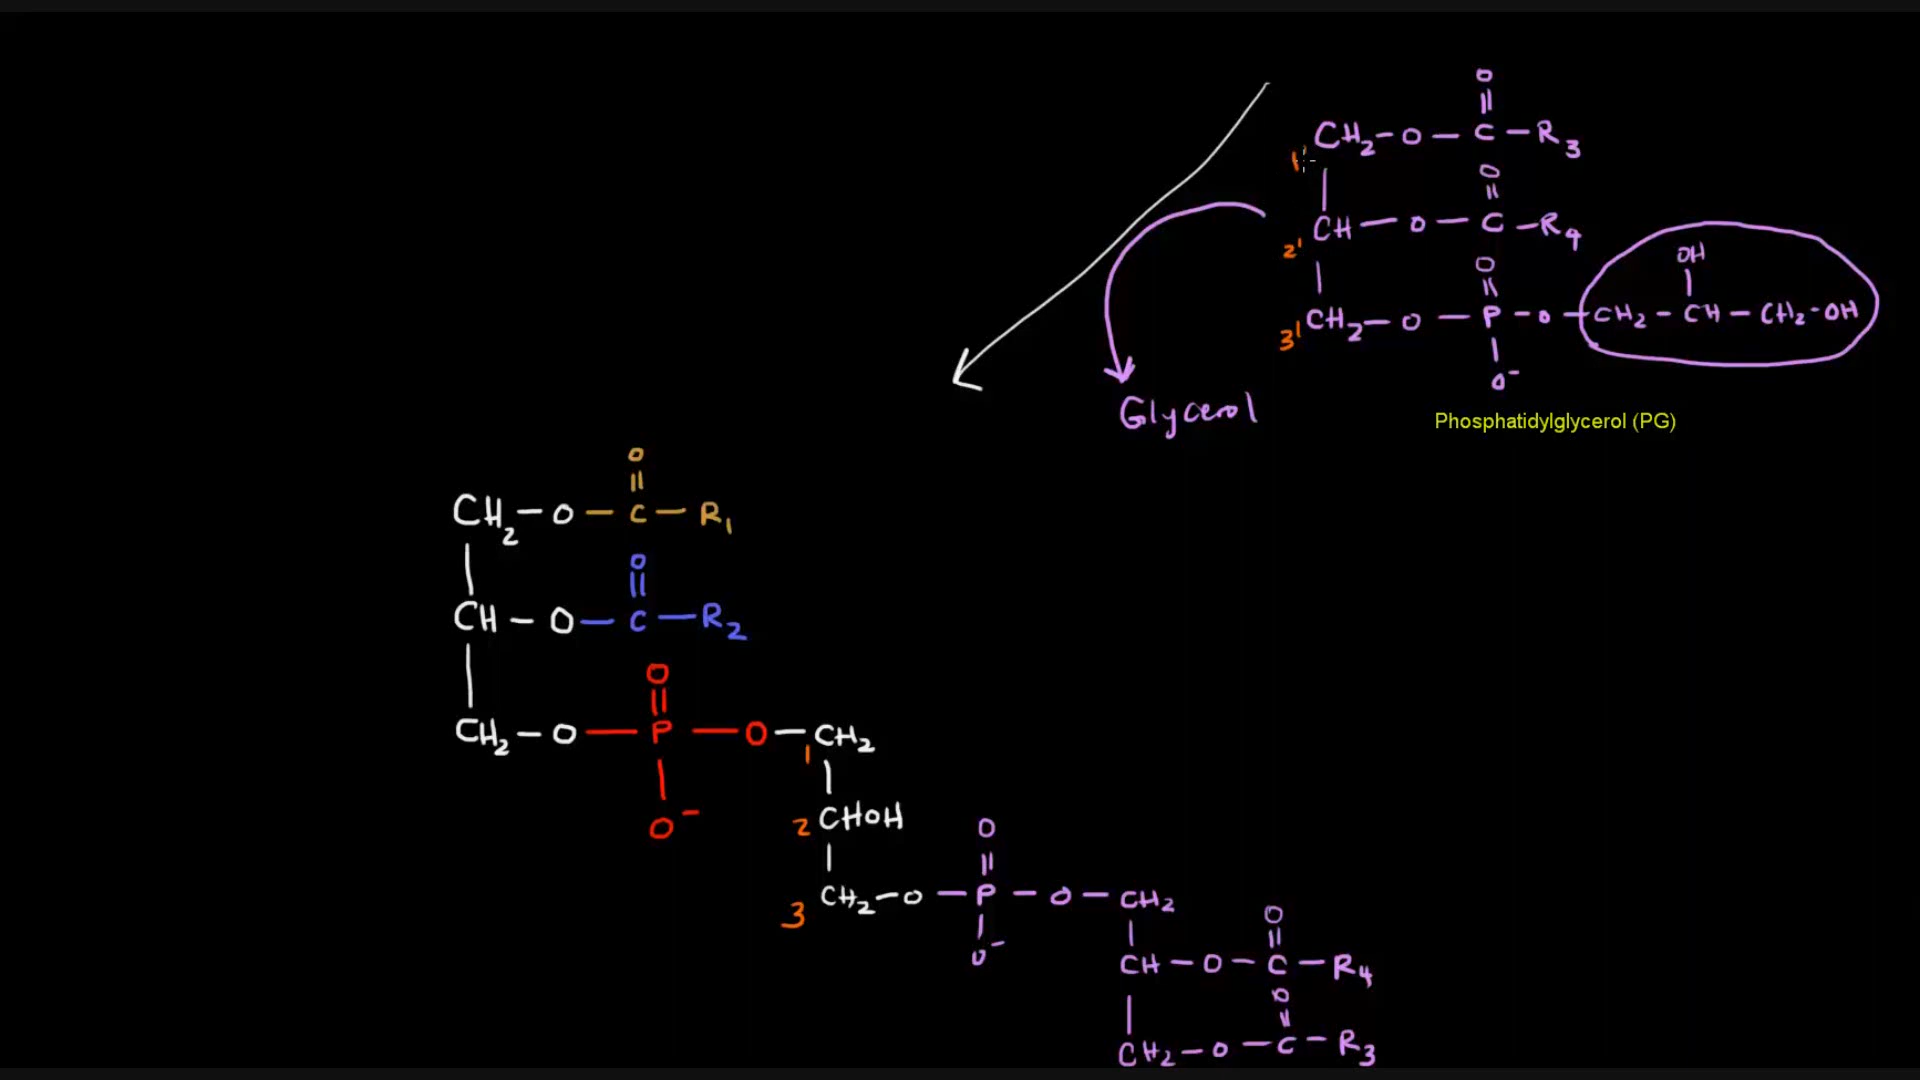 O
||
CH2-O-C-R3
1'
O
||
CH-O-C-R4
2'
OH
O
||
CH2-O-P-O-CH2-CH-CH2-OH
3'
O-
Glycerol
Phosphatidylglycerol (PG)
O
||
CH2-O-C-R1
O
||
CH-O-C-R2
O
||
CH2-O-P-O-CH2
1
O-
2 CHOH
O
||
3 CH2-O-P-O-CH2
O-
O
||
CH-O-C-R4
O
||
CH2-O-C-R3